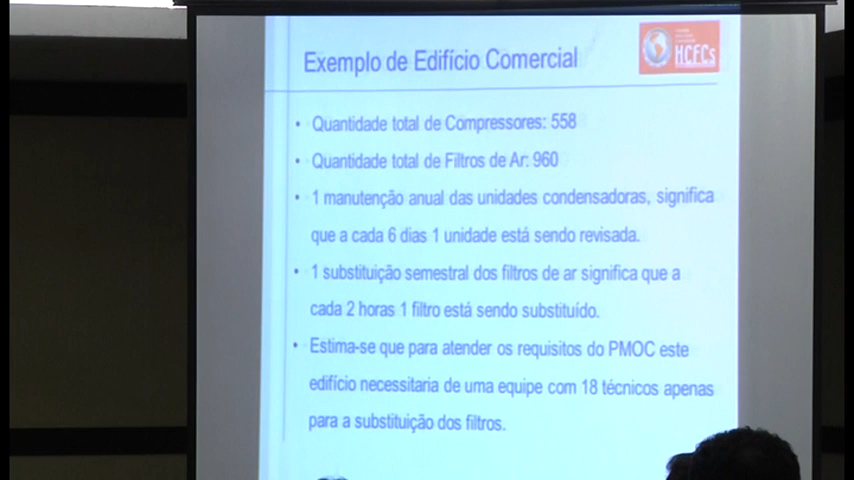 Exemplo de Edifício Comercial
HCFCs
• Quantidade total de Compressores: 558
• Quantidade total de Filtros de Ar: 960
• 1 manutenção anual das unidades condensadoras, significa
que a cada 6 dias 1 unidade está sendo revisada.
• 1 substituição semestral dos filtros de ar significa que a
cada 2 horas 1 filtro está sendo substituído.
• Estima-se que para atender os requisitos do PMOC este
edifício necessitaria de uma equipe com 18 técnicos apenas
para a substituição dos filtros.